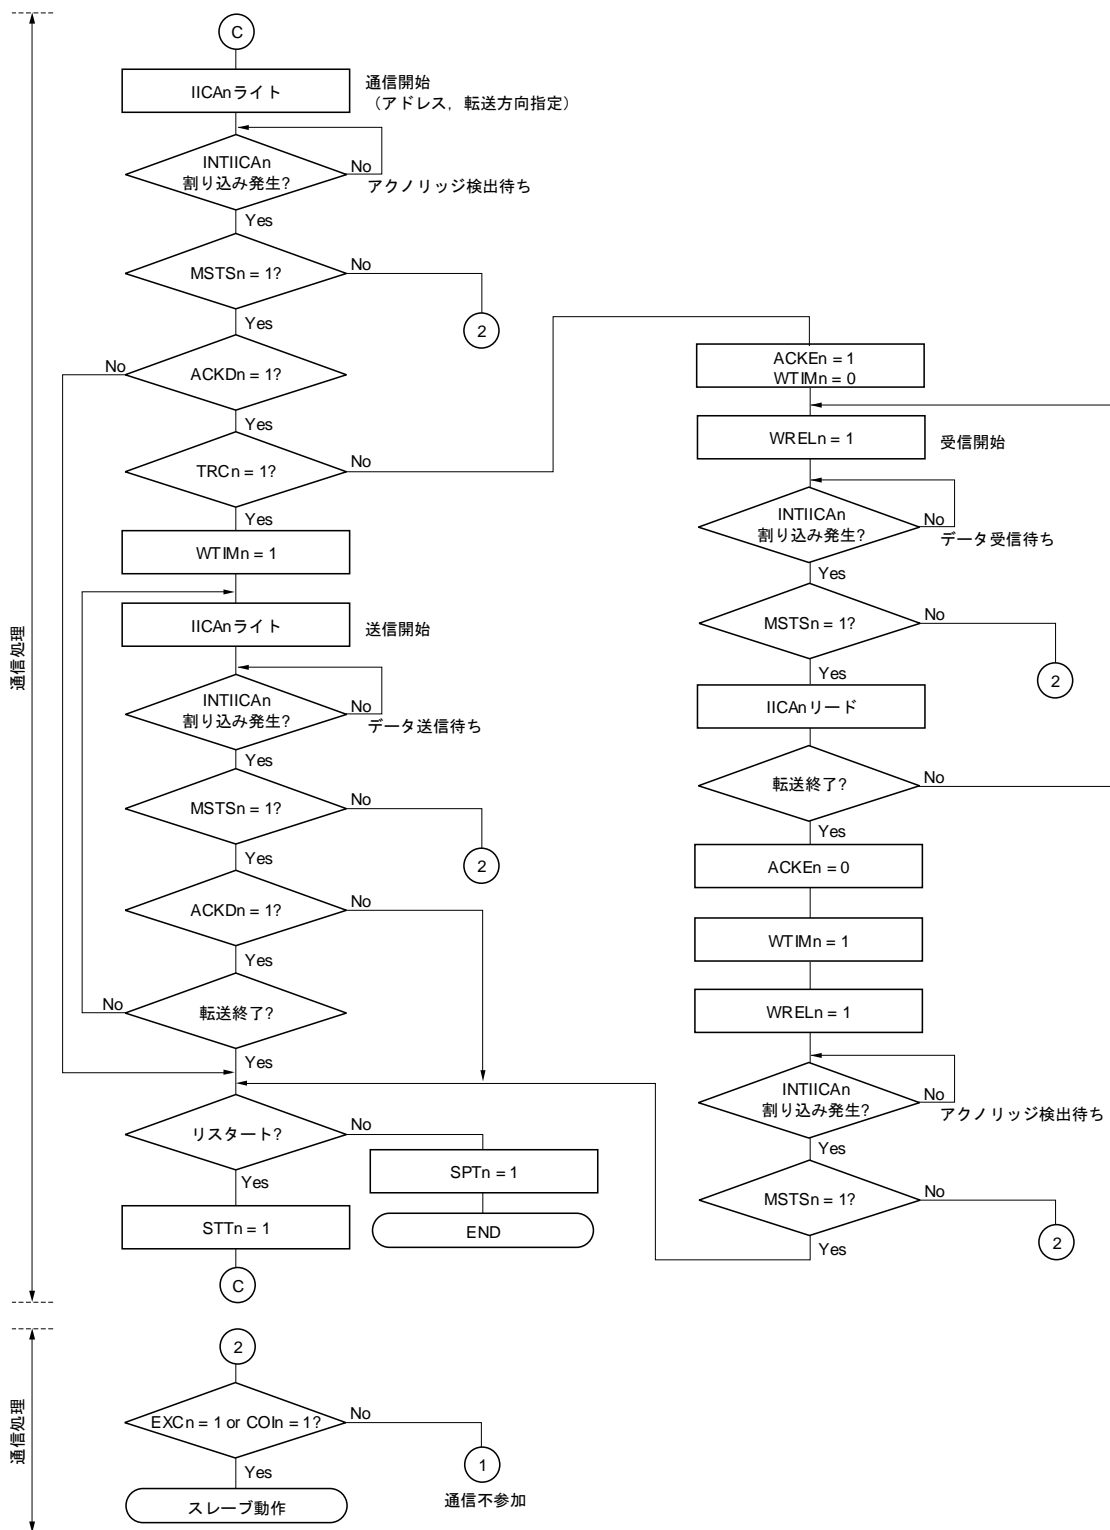 C
IICAnライト
通信開始
(アドレス,転送方向指定)
INTIICAn
割り込み発生?
No
アクノリッジ検出待ち
Yes
MSTSn = 1?
No
2
Yes
ACKDn = 1?
No
Yes
TRCn = 1?
No
Yes
WTIMn = 1
IICAnライト
送信開始
INTIICAn
割り込み発生?
No
データ送信待ち
Yes
MSTSn = 1?
No
2
Yes
ACKDn = 1?
No
Yes
転送終了?
No
Yes
リスタート?
No
Yes
SPTn = 1
END
STTn = 1
C
ACKEn = 1
WTIMn = 0
WRELn = 1
受信開始
INTIICAn
割り込み発生?
No
データ受信待ち
Yes
MSTSn = 1?
No
2
Yes
IICAnリード
転送終了?
No
Yes
ACKEn = 0
WTIMn = 1
WRELn = 1
INTIICAn
割り込み発生?
No
アクノリッジ検出待ち
Yes
MSTSn = 1?
No
2
Yes
通信処理
2
EXCn = 1 or COIn = 1?
No
1
通信不参加
Yes
スレーブ動作
通信処理